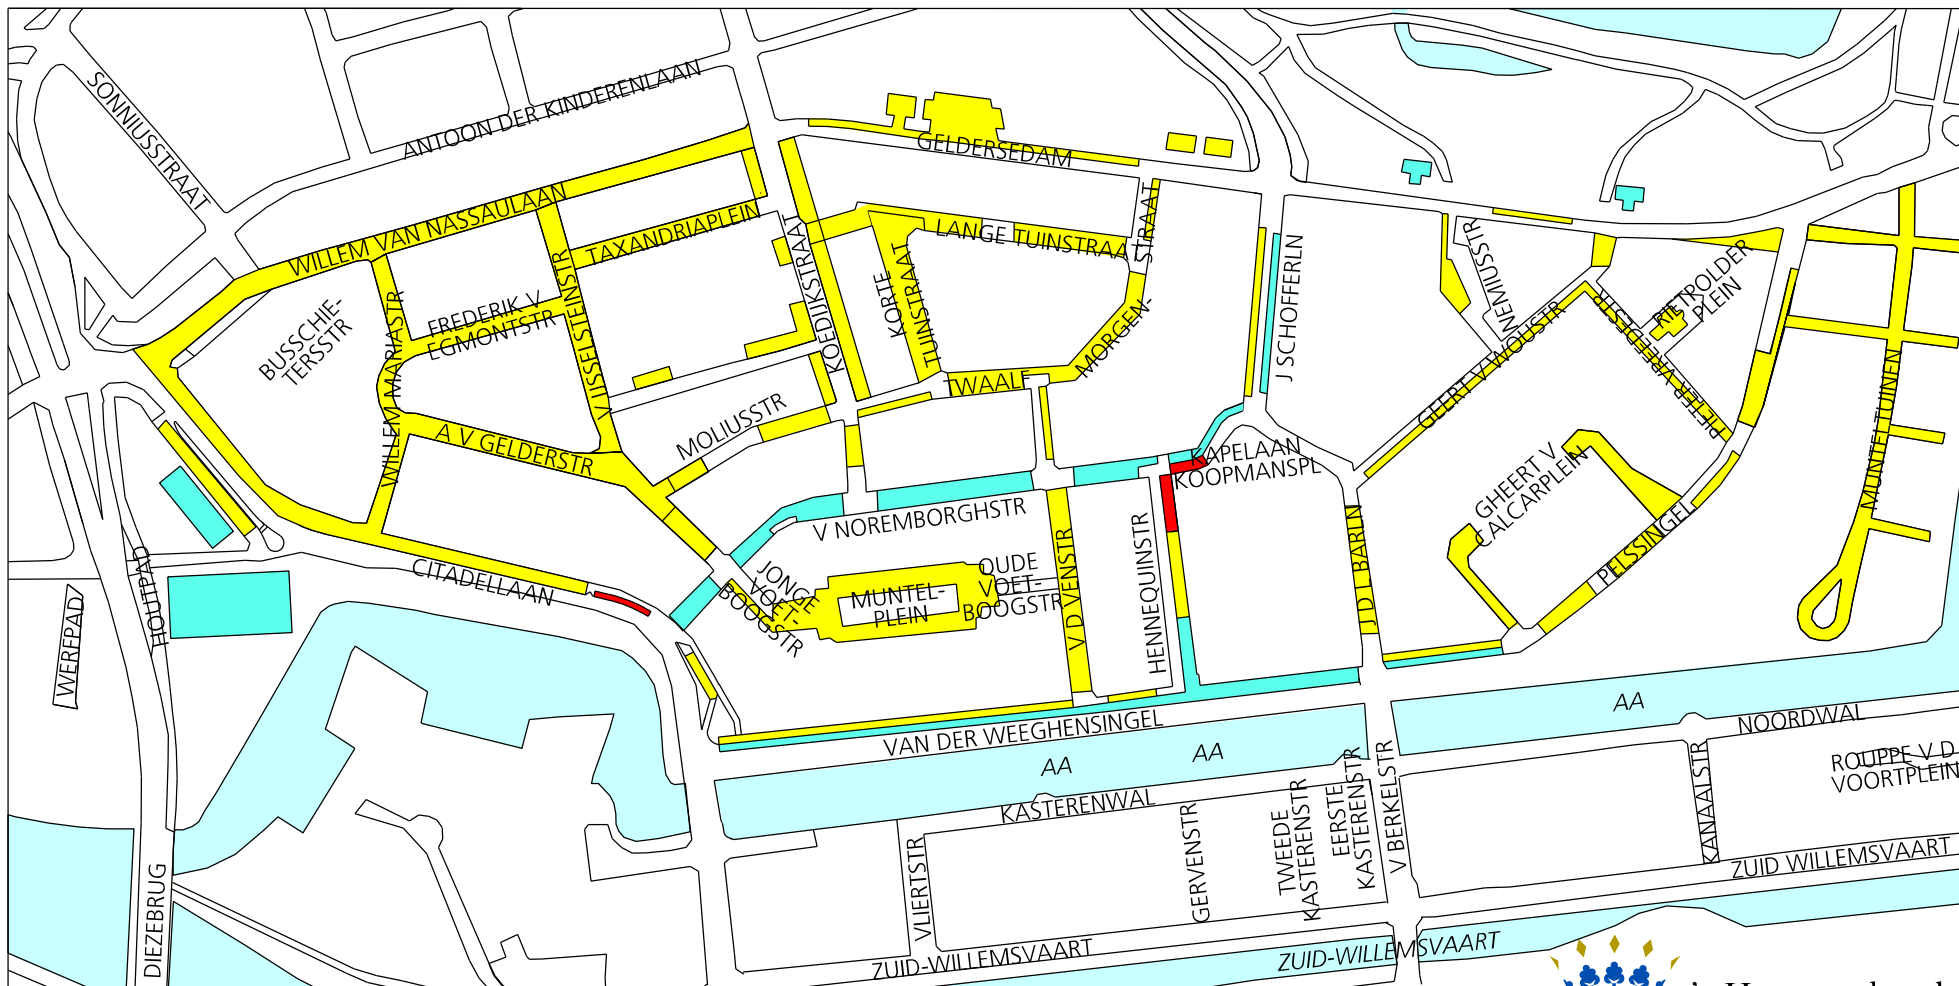 SONNIUSSTRAAT
ANTOON DER KINDERENLAAN
GELDERSEDAM
WILLEM VAN NASSAULAAN
TAXANDRIAPLEIN
KOEDIJKSTRAAT
LANGE TUINSTRAAT
STRAAT
KORTE
TUINSTRAAT
J SCHOFFERLN
NEMIUSSTR
RIETPOLDER
PLEIN
BUSSCHIE-
TERSSTR
WILLEM MARIASTR
FREDERIK V
EGMONTSTR
V IJSSELSTEINSTR
MORGEN-
TWAALF
GEERT V WOUSTR
PIETER VREEDESTR
MUNTELTUINEN
A V GELDERSTR
MOLIUSSTR
KAPELAAN
KOOPMANSPL
GHEERT V
CALCARPLEIN
V NOREMBORGHSTR
PELSSINGEL
CITADELLAAN
HOUTPAD
WERFPAD
JONGE
VOET-
BOOGSTR
MUNTEL-
PLEIN
OUDE
VOET-
BOOGSTR
V D VENSTR
HENNEQUINSTR
J D L BARLN
VAN DER WEEGHENSINGEL
AA
AA
AA
NOORDWAL
ROUPPE V D
VOORTPLEIN
KASTERENWAL
GERVENSTR
TWEEDE
KASTERENSTR
EERSTE
KASTERENSTR
V BERKELSTR
KANAALSTR
ZUID WILLEMSVAART
VLIERTSTR
DIEZEBRUG
ZUID-WILLEMSVAART
ZUID-WILLEMSVAART